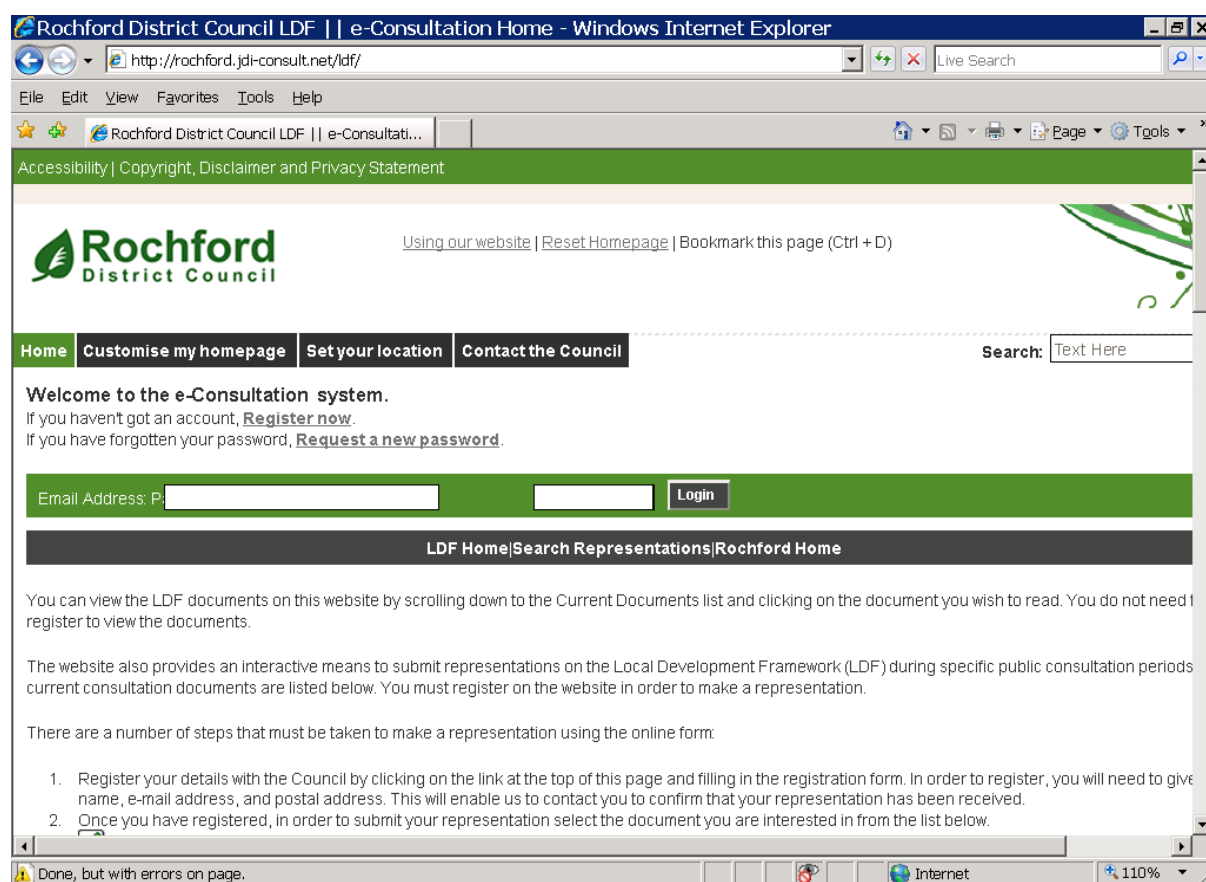 Rochford District Council LDF || e-Consultation Home - Windows Internet Explorer
http://rochford.jdi-consult.net/ldf/
Live Search
File Edit View Favorites Tools Help
Rochford District Council LDF || e-Consultati...
Page Tools
Accessibility | Copyright, Disclaimer and Privacy Statement
Rochford
District Council
Using our website | Reset Homepage | Bookmark this page (Ctrl + D)
Home Customise my homepage Set your location Contact the Council
Search: Text Here
Welcome to the e-Consultation system.
If you haven't got an account, Register now.
If you have forgotten your password, Request a new password.
Email Address: P
Login
LDF Home|Search Representations|Rochford Home
You can view the LDF documents on this website by scrolling down to the Current Documents list and clicking on the document you wish to read. You do not need
register to view the documents.
The website also provides an interactive means to submit representations on the Local Development Framework (LDF) during specific public consultation periods
current consultation documents are listed below. You must register on the website in order to make a representation.
There are a number of steps that must be taken to make a representation using the online form:
1. Register your details with the Council by clicking on the link at the top of this page and filling in the registration form. In order to register, you will need to give
name, e-mail address, and postal address. This will enable us to contact you to confirm that your representation has been received.
2. Once you have registered, in order to submit your representation select the document you are interested in from the list below.
Done, but with errors on page.
Internet
110%